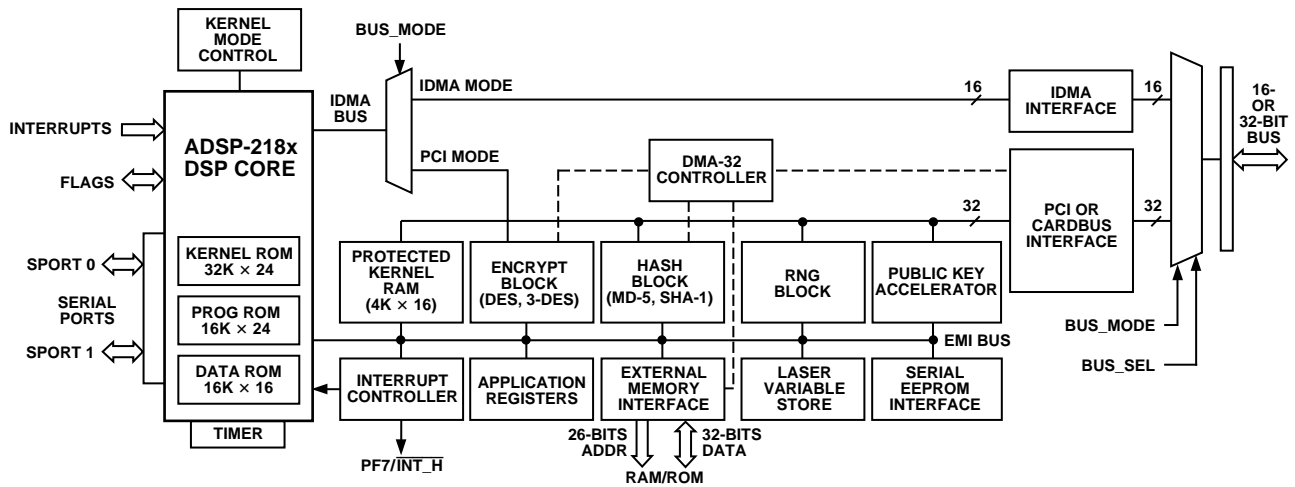 KERNEL
MODE
CONTROL
BUS_MODE
IDMA MODE
IDMA
BUS
PCI MODE
INTERRUPTS
FLAGS
ADSP-218x
DSP CORE
KERNEL ROM
32K × 24
PROG ROM
16K × 24
DATA ROM
16K × 16
TIMER
SPORT 0
SERIAL
PORTS
SPORT 1
DMA-32
CONTROLLER
16
IDMA
INTERFACE
16
16-
OR
32-BIT
BUS
32
PCI OR
CARDBUS
INTERFACE
32
PROTECTED
KERNEL
RAM
(4K × 16)
ENCRYPT
BLOCK
(DES, 3-DES)
HASH
BLOCK
(MD-5, SHA-1)
RNG
BLOCK
PUBLIC KEY
ACCELERATOR
BUS_MODE
BUS_SEL
EMI BUS
INTERRUPT
CONTROLLER
APPLICATION
REGISTERS
EXTERNAL
MEMORY
INTERFACE
LASER
VARIABLE
STORE
SERIAL
EEPROM
INTERFACE
PF7/INT_H
26-BITS
ADDR
32-BITS
DATA
RAM/ROM